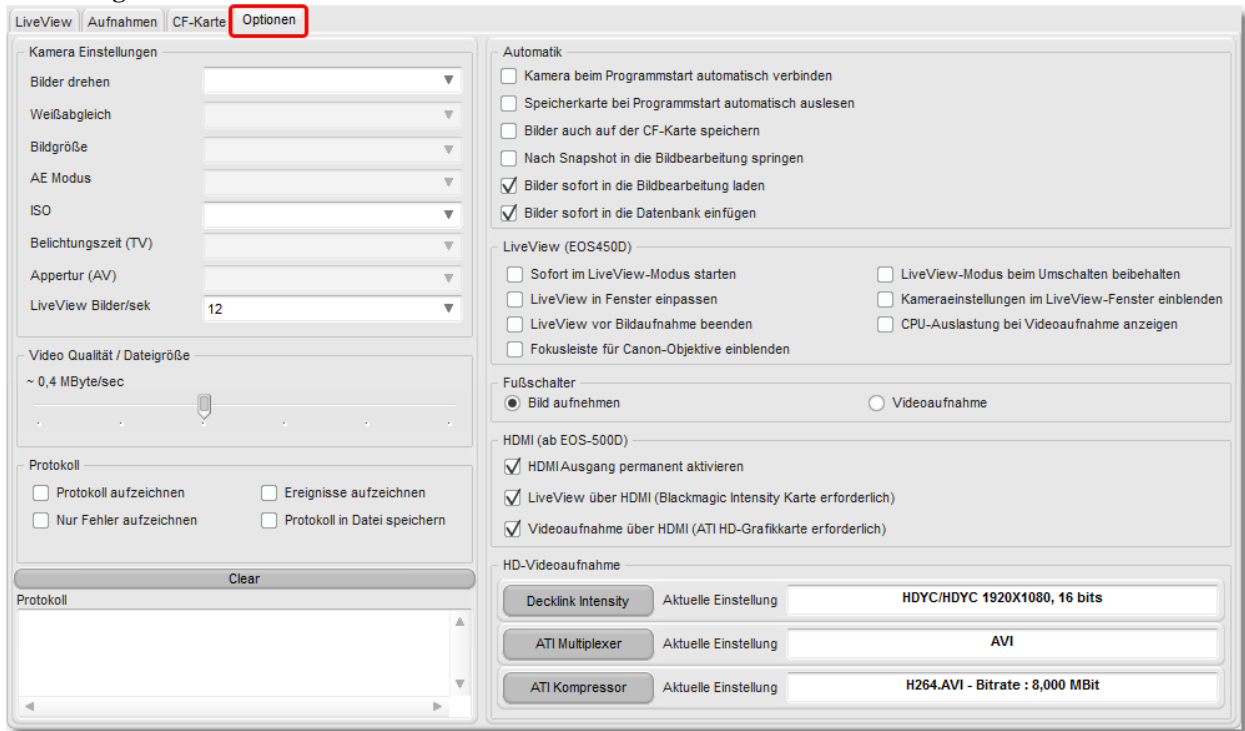 LiveView Aufnahmen CF-Karte Optionen
Kamera Einstellungen
Bilder drehen
Weißabgleich
Bildgröße
AE Modus
ISO
Belichtungszeit (TV)
Appertur (AV)
LiveView Bilder/sek 12
Video Qualität / Dateigröße
~ 0,4 MByte/sec
Protokoll
Protokoll aufzeichnen Ereignisse aufzeichnen
Nur Fehler aufzeichnen Protokoll in Datei speichern
Clear
Protokoll
Automatik
Kamera beim Programmstart automatisch verbinden
Speicherkarte bei Programmstart automatisch auslesen
Bilder auch auf der CF-Karte speichern
Nach Snapshot in die Bildbearbeitung springen
Bilder sofort in die Bildbearbeitung laden
Bilder sofort in die Datenbank einfügen
LiveView (EOS450D)
Sofort im LiveView-Modus starten LiveView-Modus beim Umschalten beibehalten
LiveView in Fenster einpassen Kameraeinstellungen im LiveView-Fenster einblenden
LiveView vor Bildaufnahme beenden CPU-Auslastung bei Videoaufnahme anzeigen
Fokusleiste für Canon-Objektive einblenden
Fußschalter
Bild aufnehmen Videoaufnahme
HDMI (ab EOS-500D)
HDMI Ausgang permanent aktivieren
LiveView über HDMI (Blackmagic Intensity Karte erforderlich)
Videoaufnahme über HDMI (ATI HD-Grafikkarte erforderlich)
HD-Videoaufnahme
Decklink Intensity Aktuelle Einstellung HDYC/HDYC 1920X1080, 16 bits
ATI Multiplexer Aktuelle Einstellung AVI
ATI Kompressor Aktuelle Einstellung H264.AVI - Bitrate : 8,000 MBit